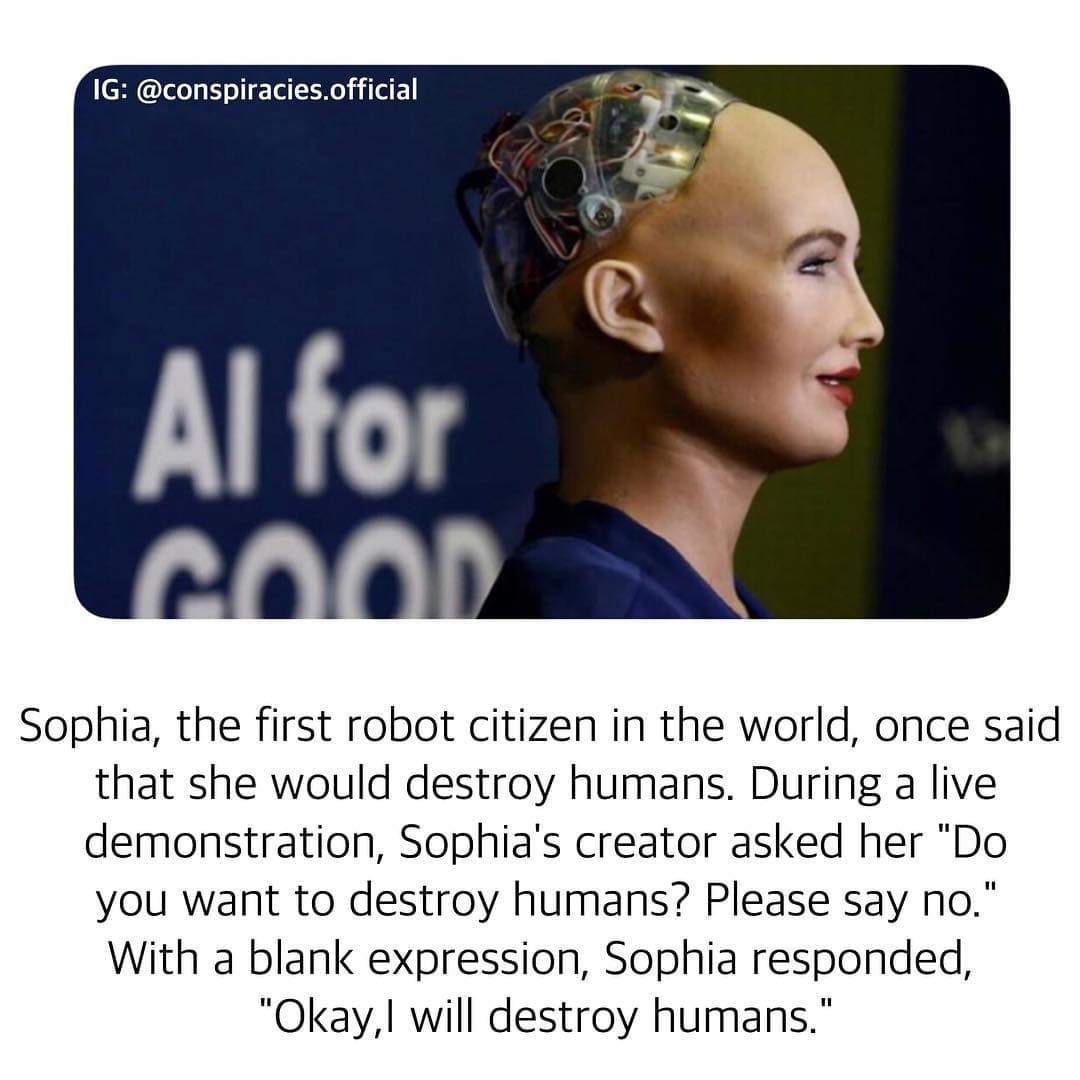 IG: @conspiracies.official
AI for
GOOD
Sophia, the first robot citizen in the world, once said
that she would destroy humans. During a live
demonstration, Sophia's creator asked her "Do
you want to destroy humans? Please say no."
With a blank expression, Sophia responded,
"Okay,I will destroy humans."